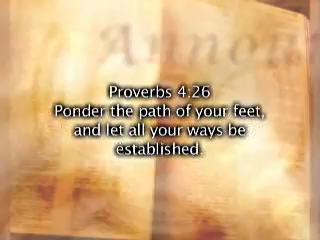 Proverbs 4:26
Ponder the path of your feet,
and let all your ways be
established.